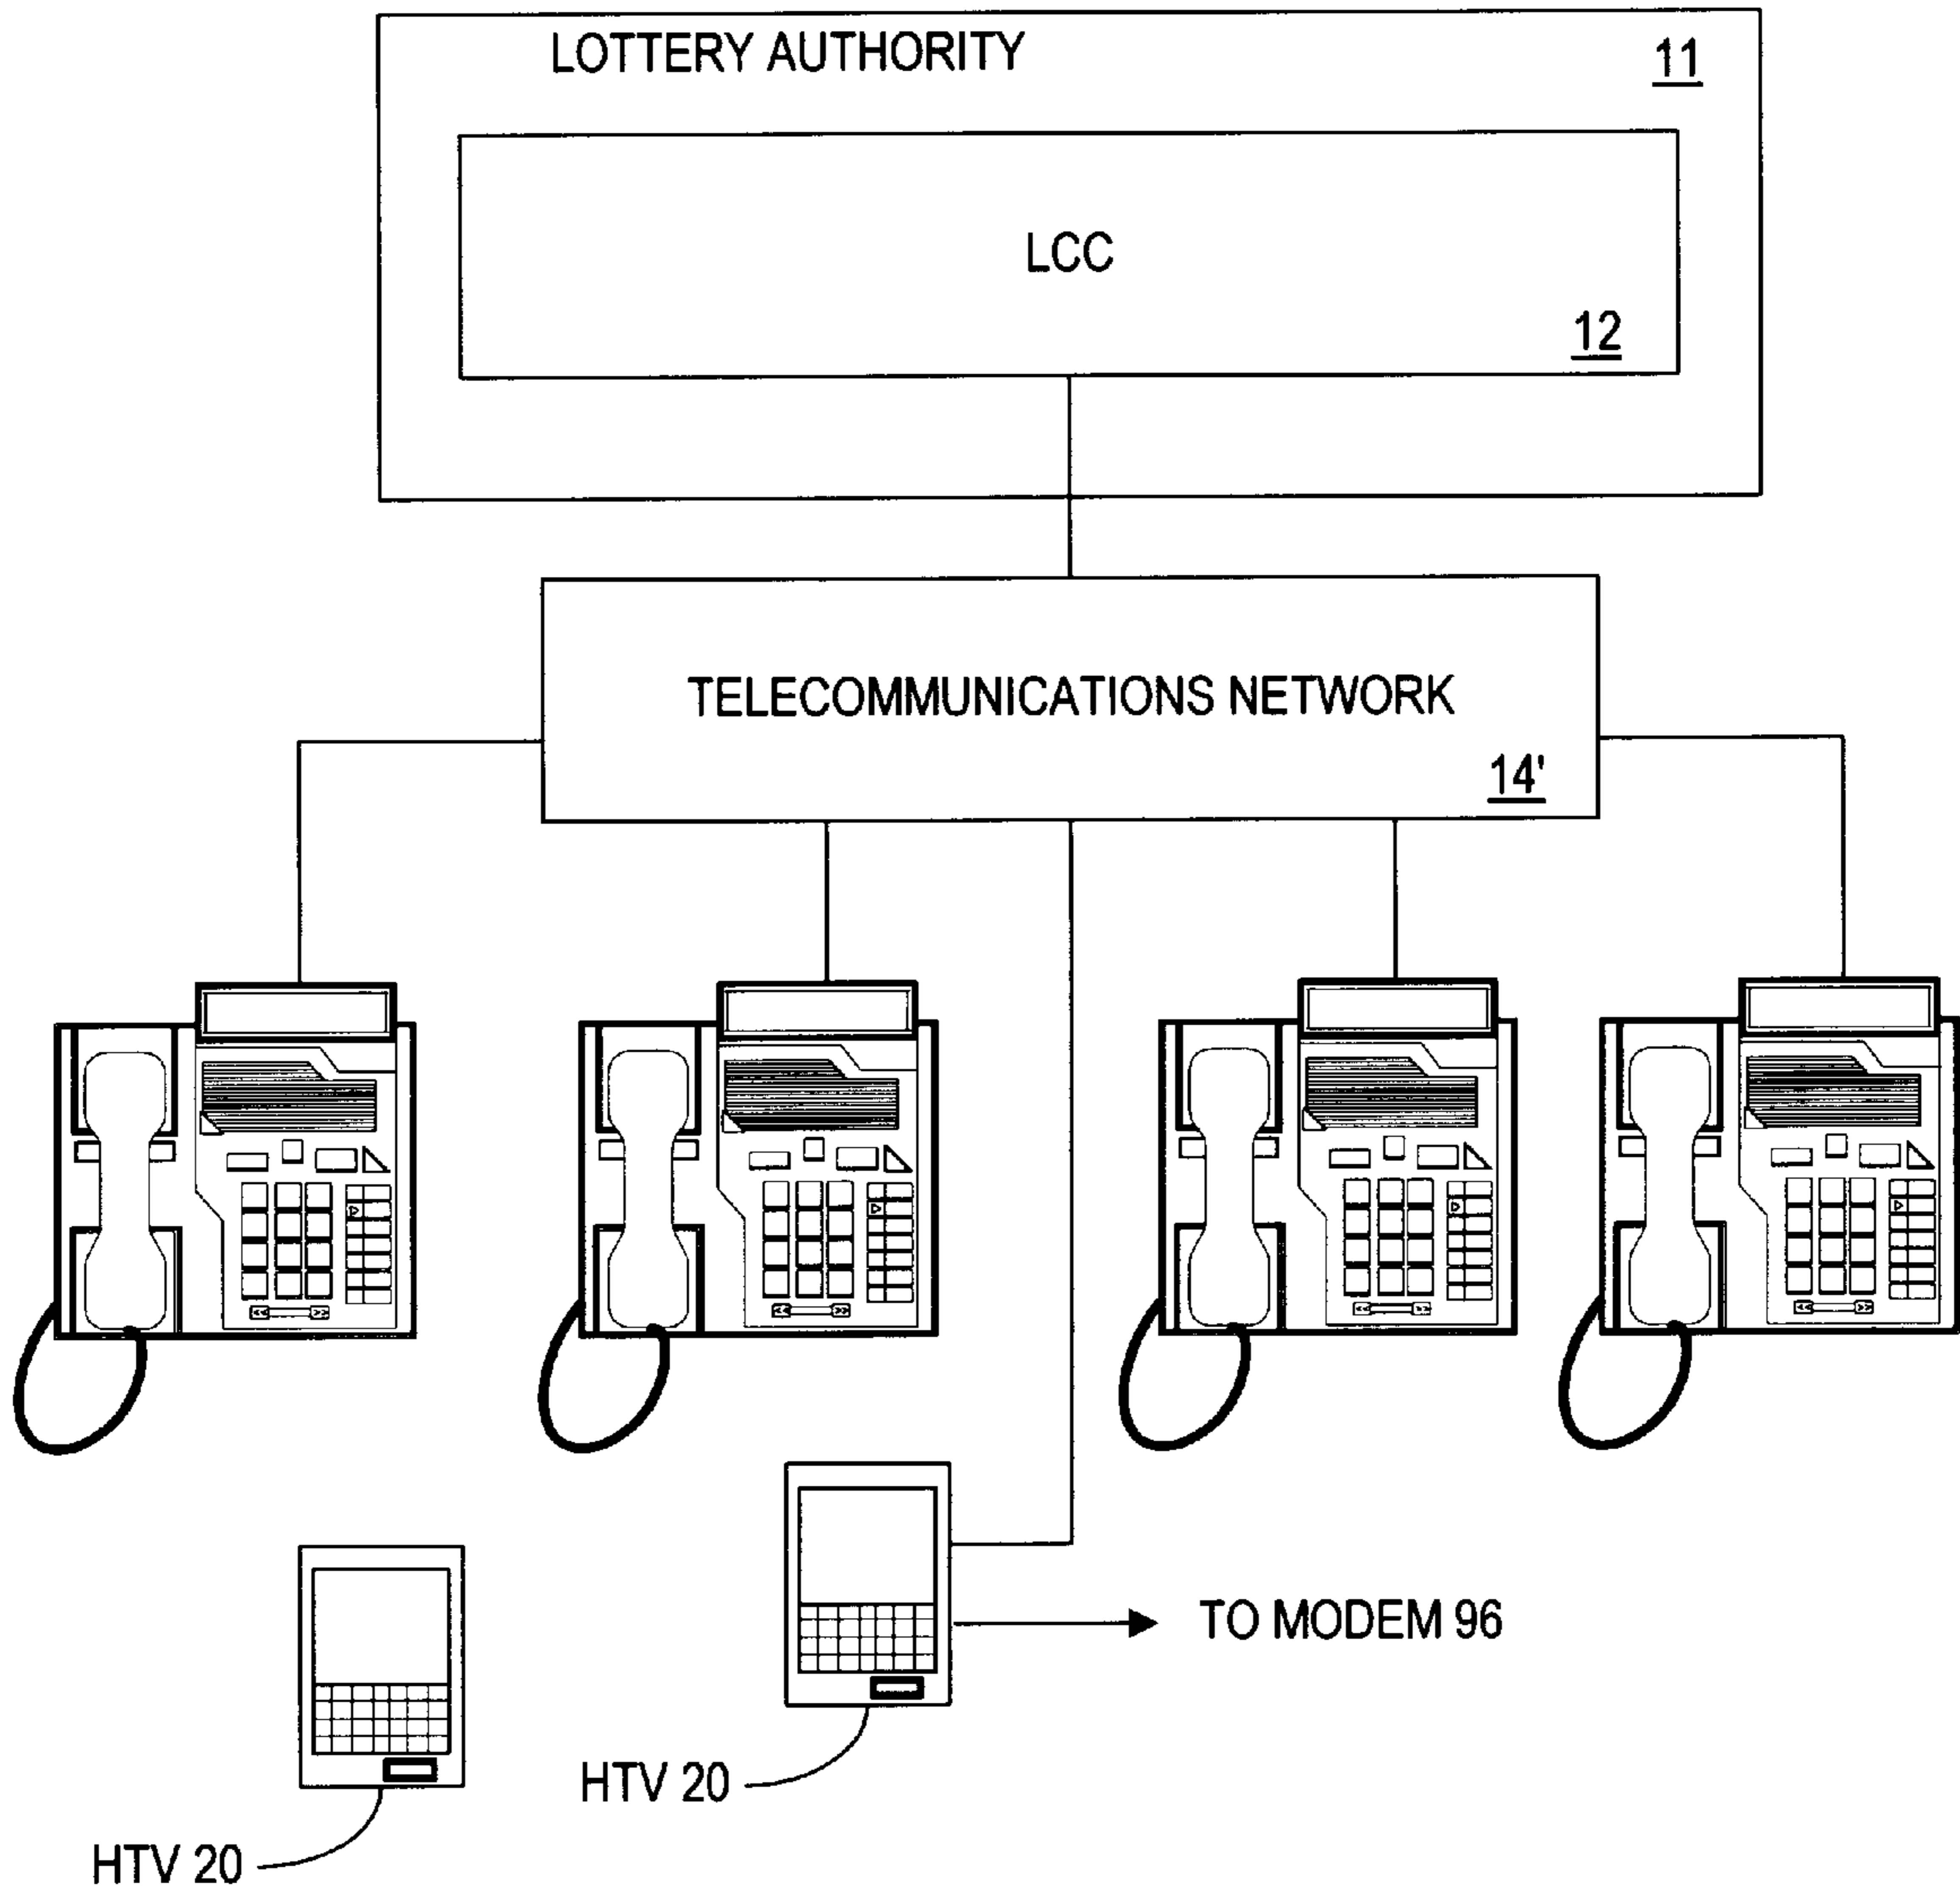 LOTTERY AUTHORITY
11
LCC
12
TELECOMMUNICATIONS NETWORK
14'
TO MODEM 96
HTV 20
HTV 20